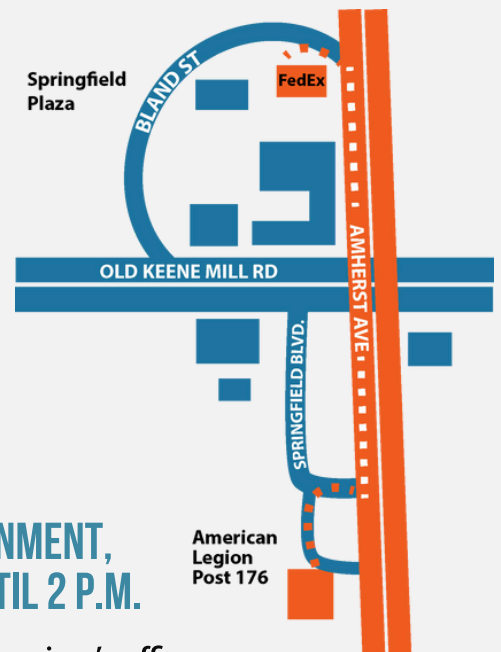 Springfield
Plaza
BLAND ST
FedEx
AMHERST AVE
OLD KEENE MILL RD
SPRINGFIELD BLVD.
American
Legion
Post 176
NMENT,
TIL 2 P.M.